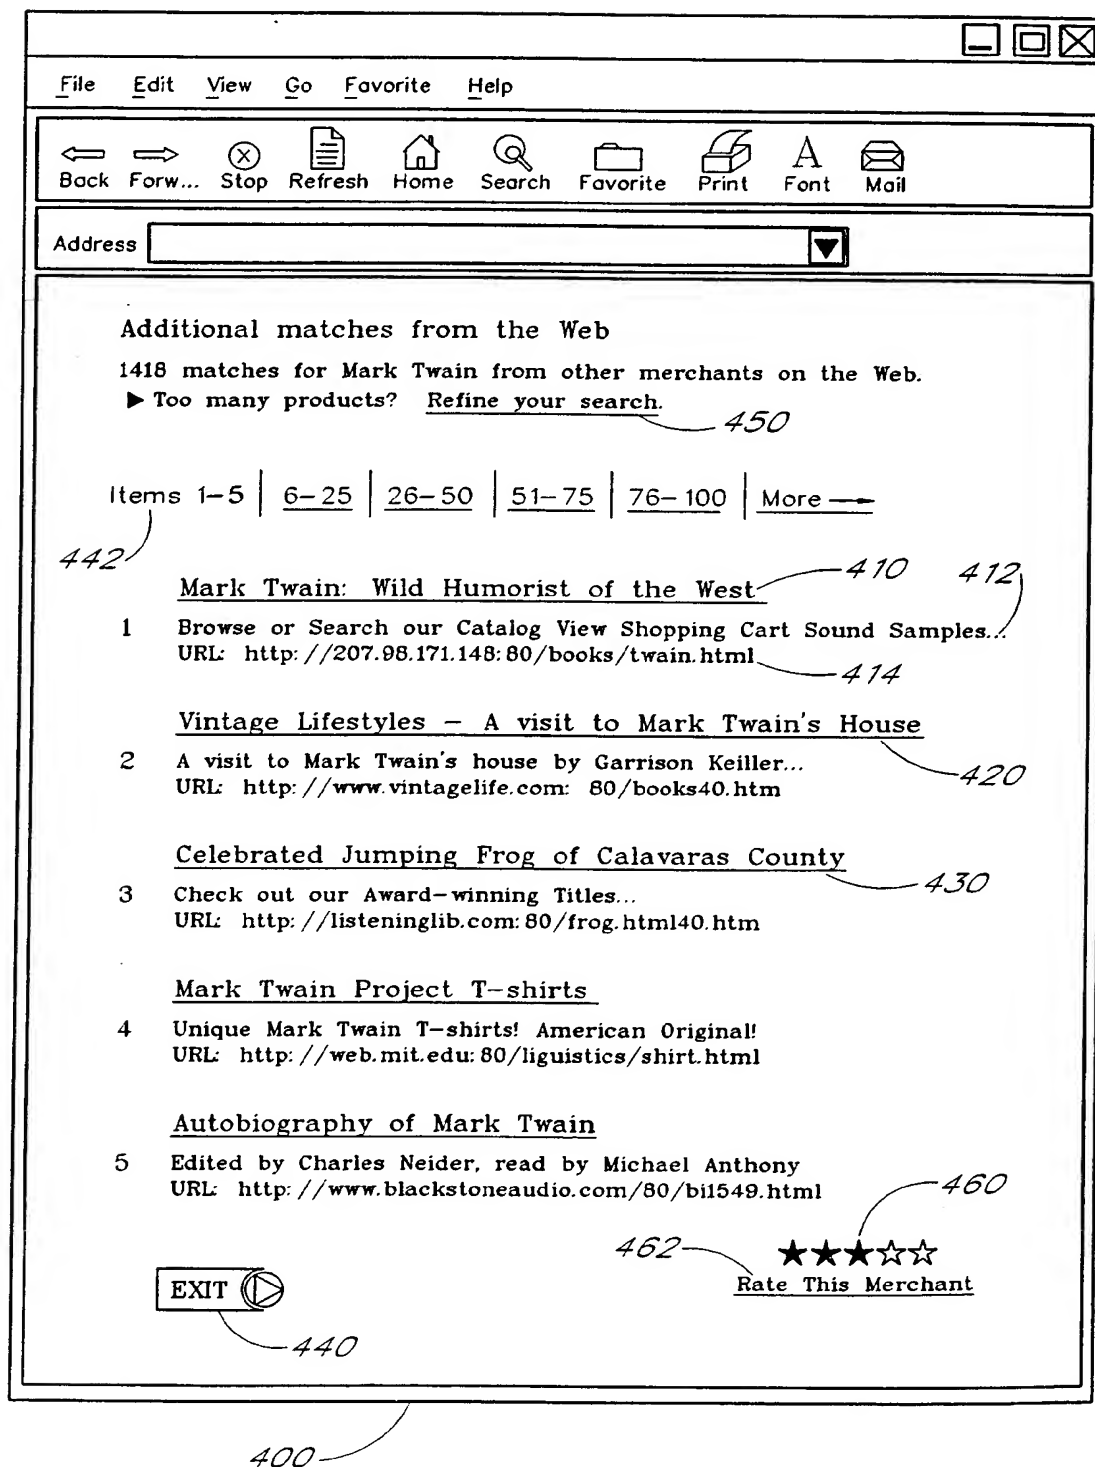 File Edit View Go Favorite Help
Back Forw... Stop Refresh Home Search Favorite Print Font Mail
Address
Additional matches from the Web
1418 matches for Mark Twain from other merchants on the Web.
▶ Too many products? Refine your search.
450
Items 1-5 | 6-25 | 26-50 | 51-75 | 76-100 | More
442
410
412
Mark Twain: Wild Humorist of the West
1 Browse or Search our Catalog View Shopping Cart Sound Samples...
URL: http://207.98.171.148:80/books/twain.html
414
Vintage Lifestyles - A visit to Mark Twain's House
2 A visit to Mark Twain's house by Garrison Keiller...
420
URL: http://www.vintagelife.com: 80/books40.htm
Celebrated Jumping Frog of Calavaras County
430
3 Check out our Award-winning Titles...
URL: http://listeninglib.com:80/frog.html40.htm
Mark Twain Project T-shirts
4 Unique Mark Twain T-shirts! American Original!
URL: http://web.mit.edu:80/liguistics/shirt.html
Autobiography of Mark Twain
5 Edited by Charles Neider, read by Michael Anthony
URL: http://www.blackstoneaudio.com/80/bi1549.html
460
462
Rate This Merchant
EXIT
440
400